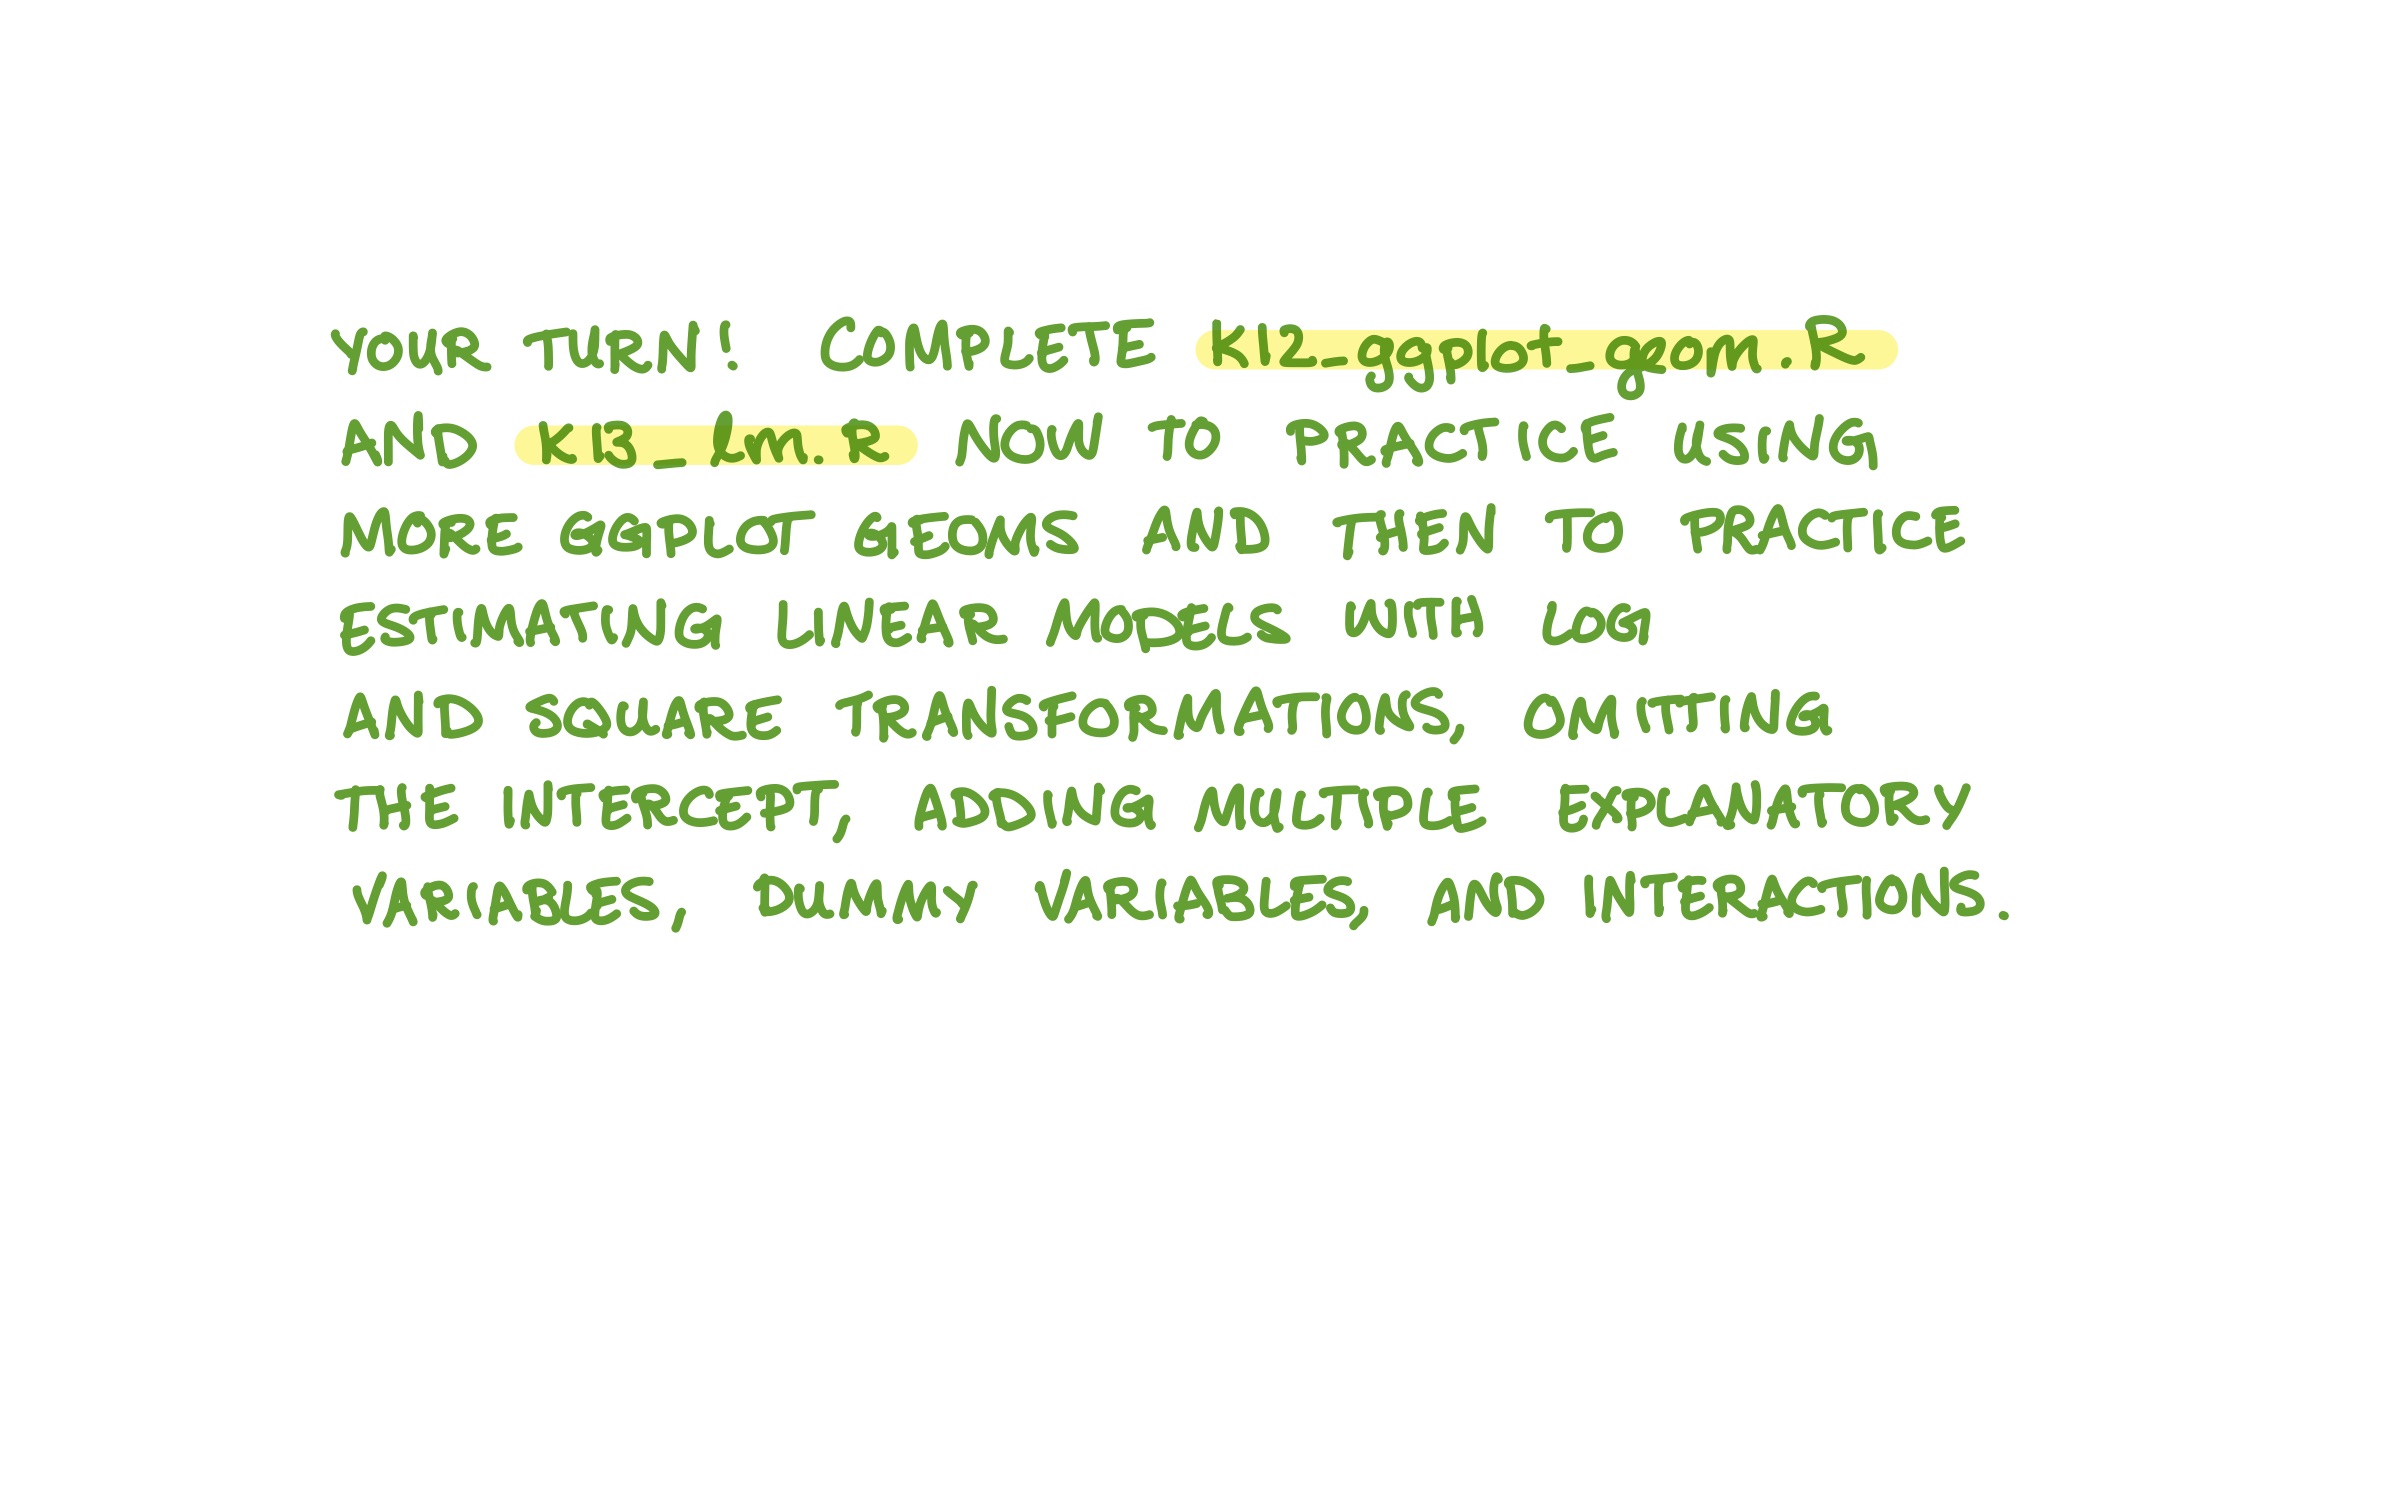 YOUR TURN! COMPLETE K12_ggplot_geom.R
AND K13_lm.R NOW TO PRACTICE USING
MORE GGPLOT GEOMS AND THEN TO PRACTICE
ESTIMATING LINEAR MODELS WITH LOG
AND SQUARE TRANSFORMATIONS, OMITTING
THE INTERCEPT, ADDING MULTIPLE EXPLANATORY
VARIABLES, DUMMY VARIABLES, AND INTERACTIONS.